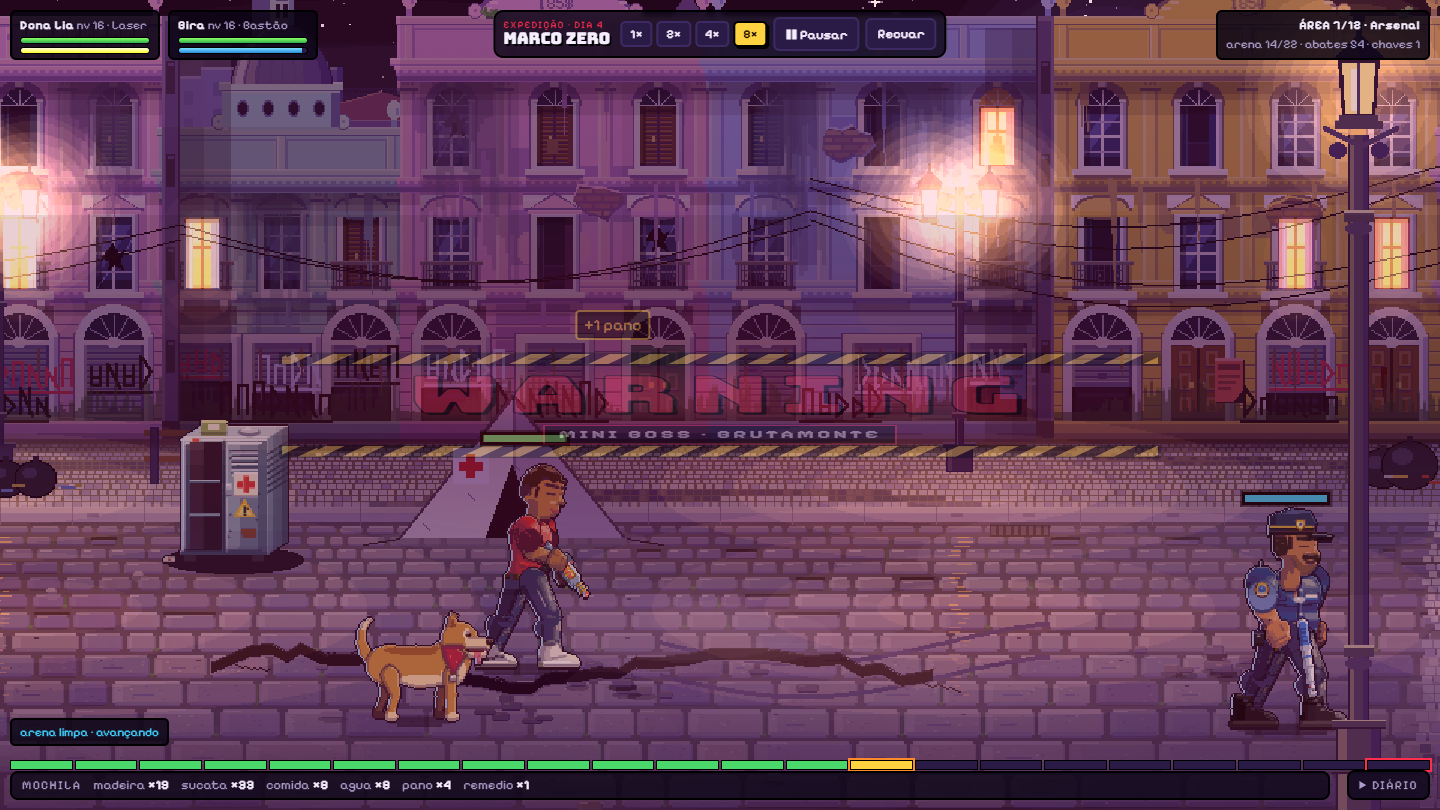 Dona Lia nv 16 · Laser
Bira nv 16 · Bastão
EXPEDIÇÃO · DIA 4
MARCO ZERO
1×
2×
4×
8×
Pausar
Recuar
ÁREA 7/18 · Arsenal
arena 14/22 · abates 94 · chaves 1
+1 pano
WARNING
MINI BOSS · BRUTAMONTE
arena limpa · avançando
MOCHILA madeira ×19 sucata ×33 comida ×8 agua ×8 pano ×4 remedio ×1
▶ DIÁRIO